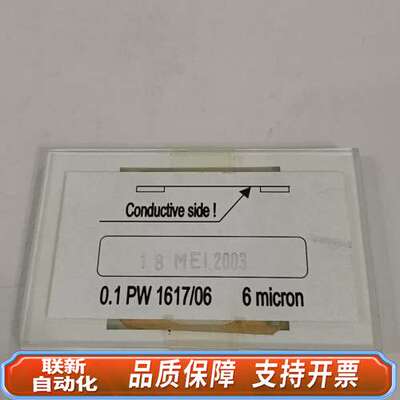 Conductive side !
1 8 MEI 2003
0.1 PW 1617/06 6 micron
联新
自动化
品质保障 支持开票